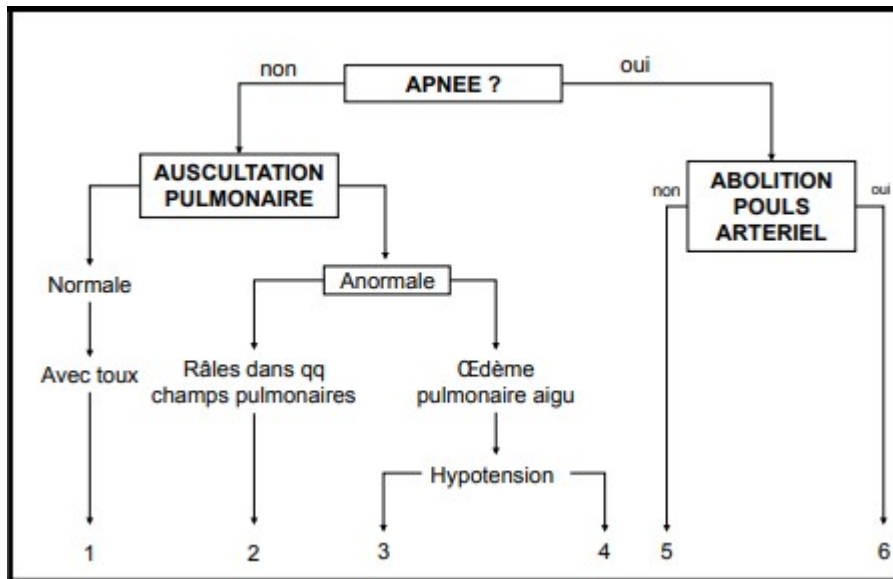 non
APNEE ?
oui
AUSCULTATION
PULMONAIRE
non
ABOLITION
POULS
ARTERIEL
oui
Normale
Anormale
Avec toux
Râles dans qq
champs pulmonaires
Œdème
pulmonaire aigu
Hypotension
1
2
3
4
5
6